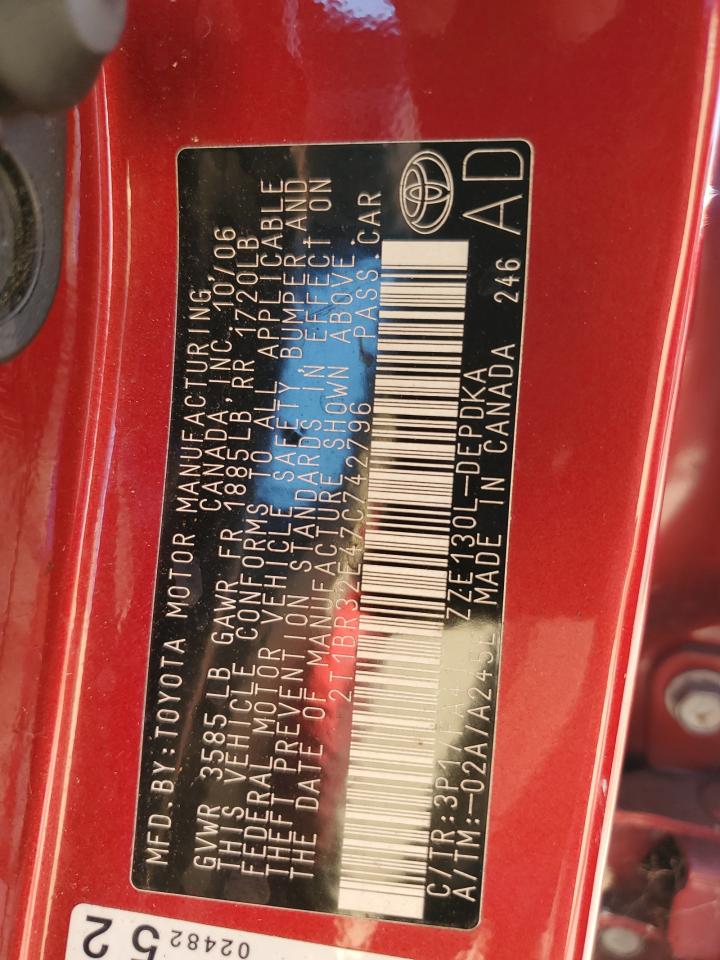 MFD.BY:TOYOTA MOTOR MANUFACTURING
CANADA,INC. 10/06
GVWR 3585 LB GAWR FR 1885LB,RR 1720LB
THIS VEHICLE CONFORMS TO ALL APPLICABLE
FEDERAL MOTOR VEHICLE SAFETY, BUMPER, AND
THEFT PREVENTION STANDARDS IN EFFECT ON
THE DATE OF MANUFACTURE SHOWN ABOVE.
2T1BR32E47C742796 PASS.CAR
C/TR:3P1 ZZE130L-DEPDKA
A/TM:-02A/A245E MADE IN CANADA 246
AD
02482
52